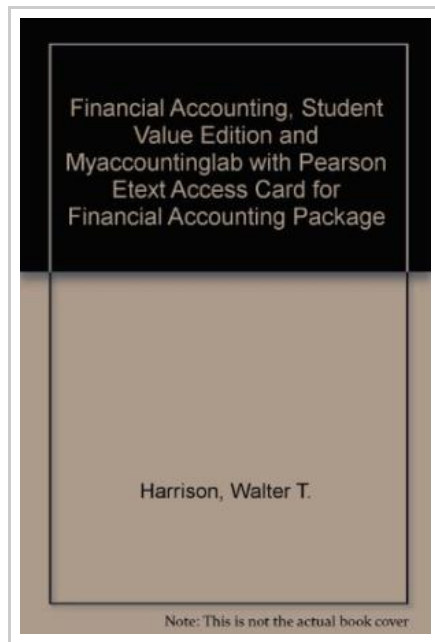 Financial Accounting, Student
Value Edition and
Myaccountinglab with Pearson
Etext Access Card for
Financial Accounting Package
Harrison, Walter T.
Note: This is not the actual book cover